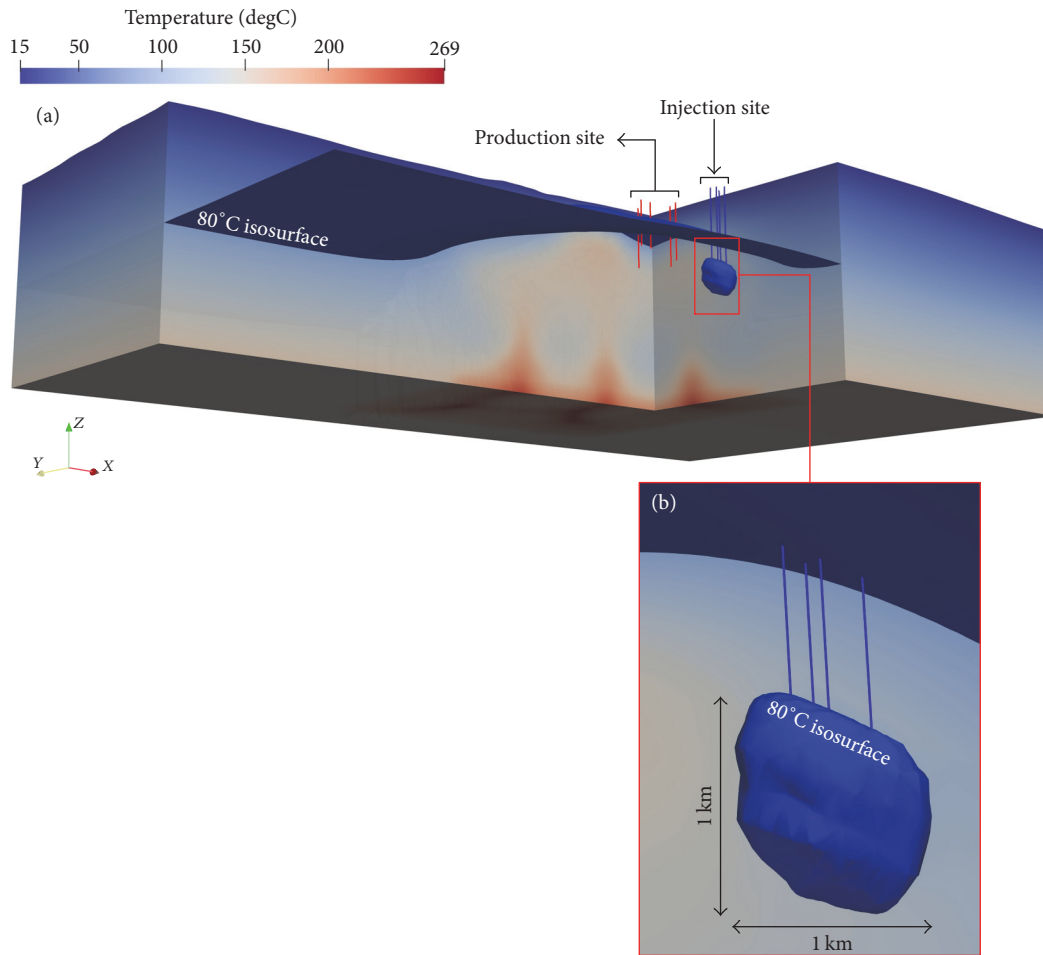 Temperature (degC)
15 50 100 150 200 269
(a)
Injection site
Production site
80°C isosurface
Z
Y
X
(b)
80°C isosurface
1 km
1 km